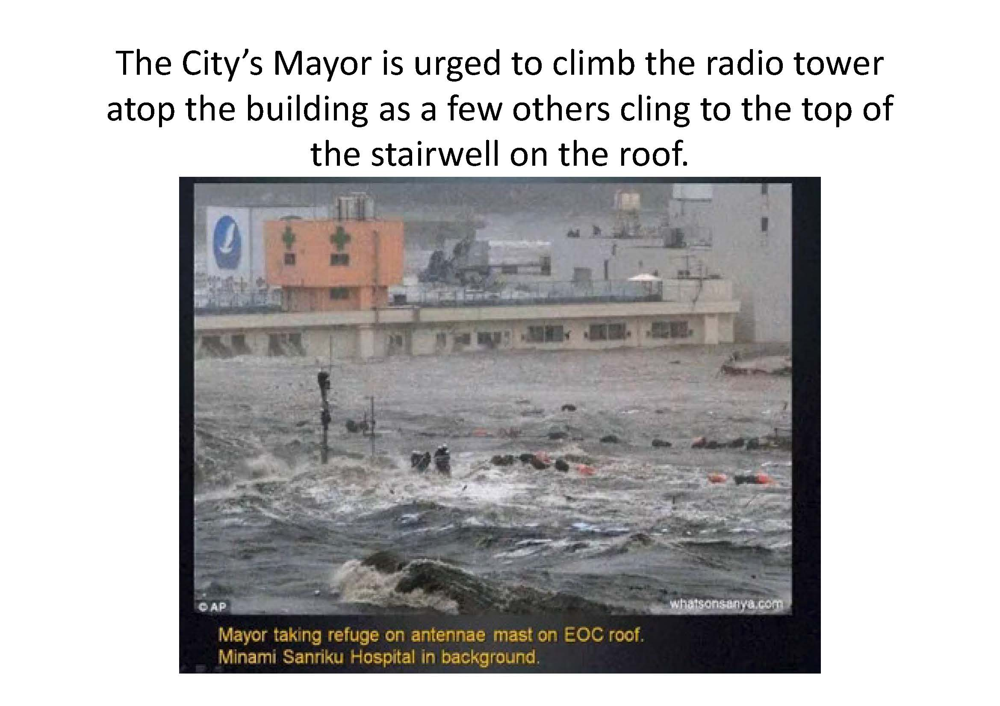 The City’s Mayor is urged to climb the radio tower
atop the building as a few others cling to the top of
the stairwell on the roof.
© AP
whatsonsanya.com
Mayor taking refuge on antennae mast on EOC roof.
Minami Sanriku Hospital in background.